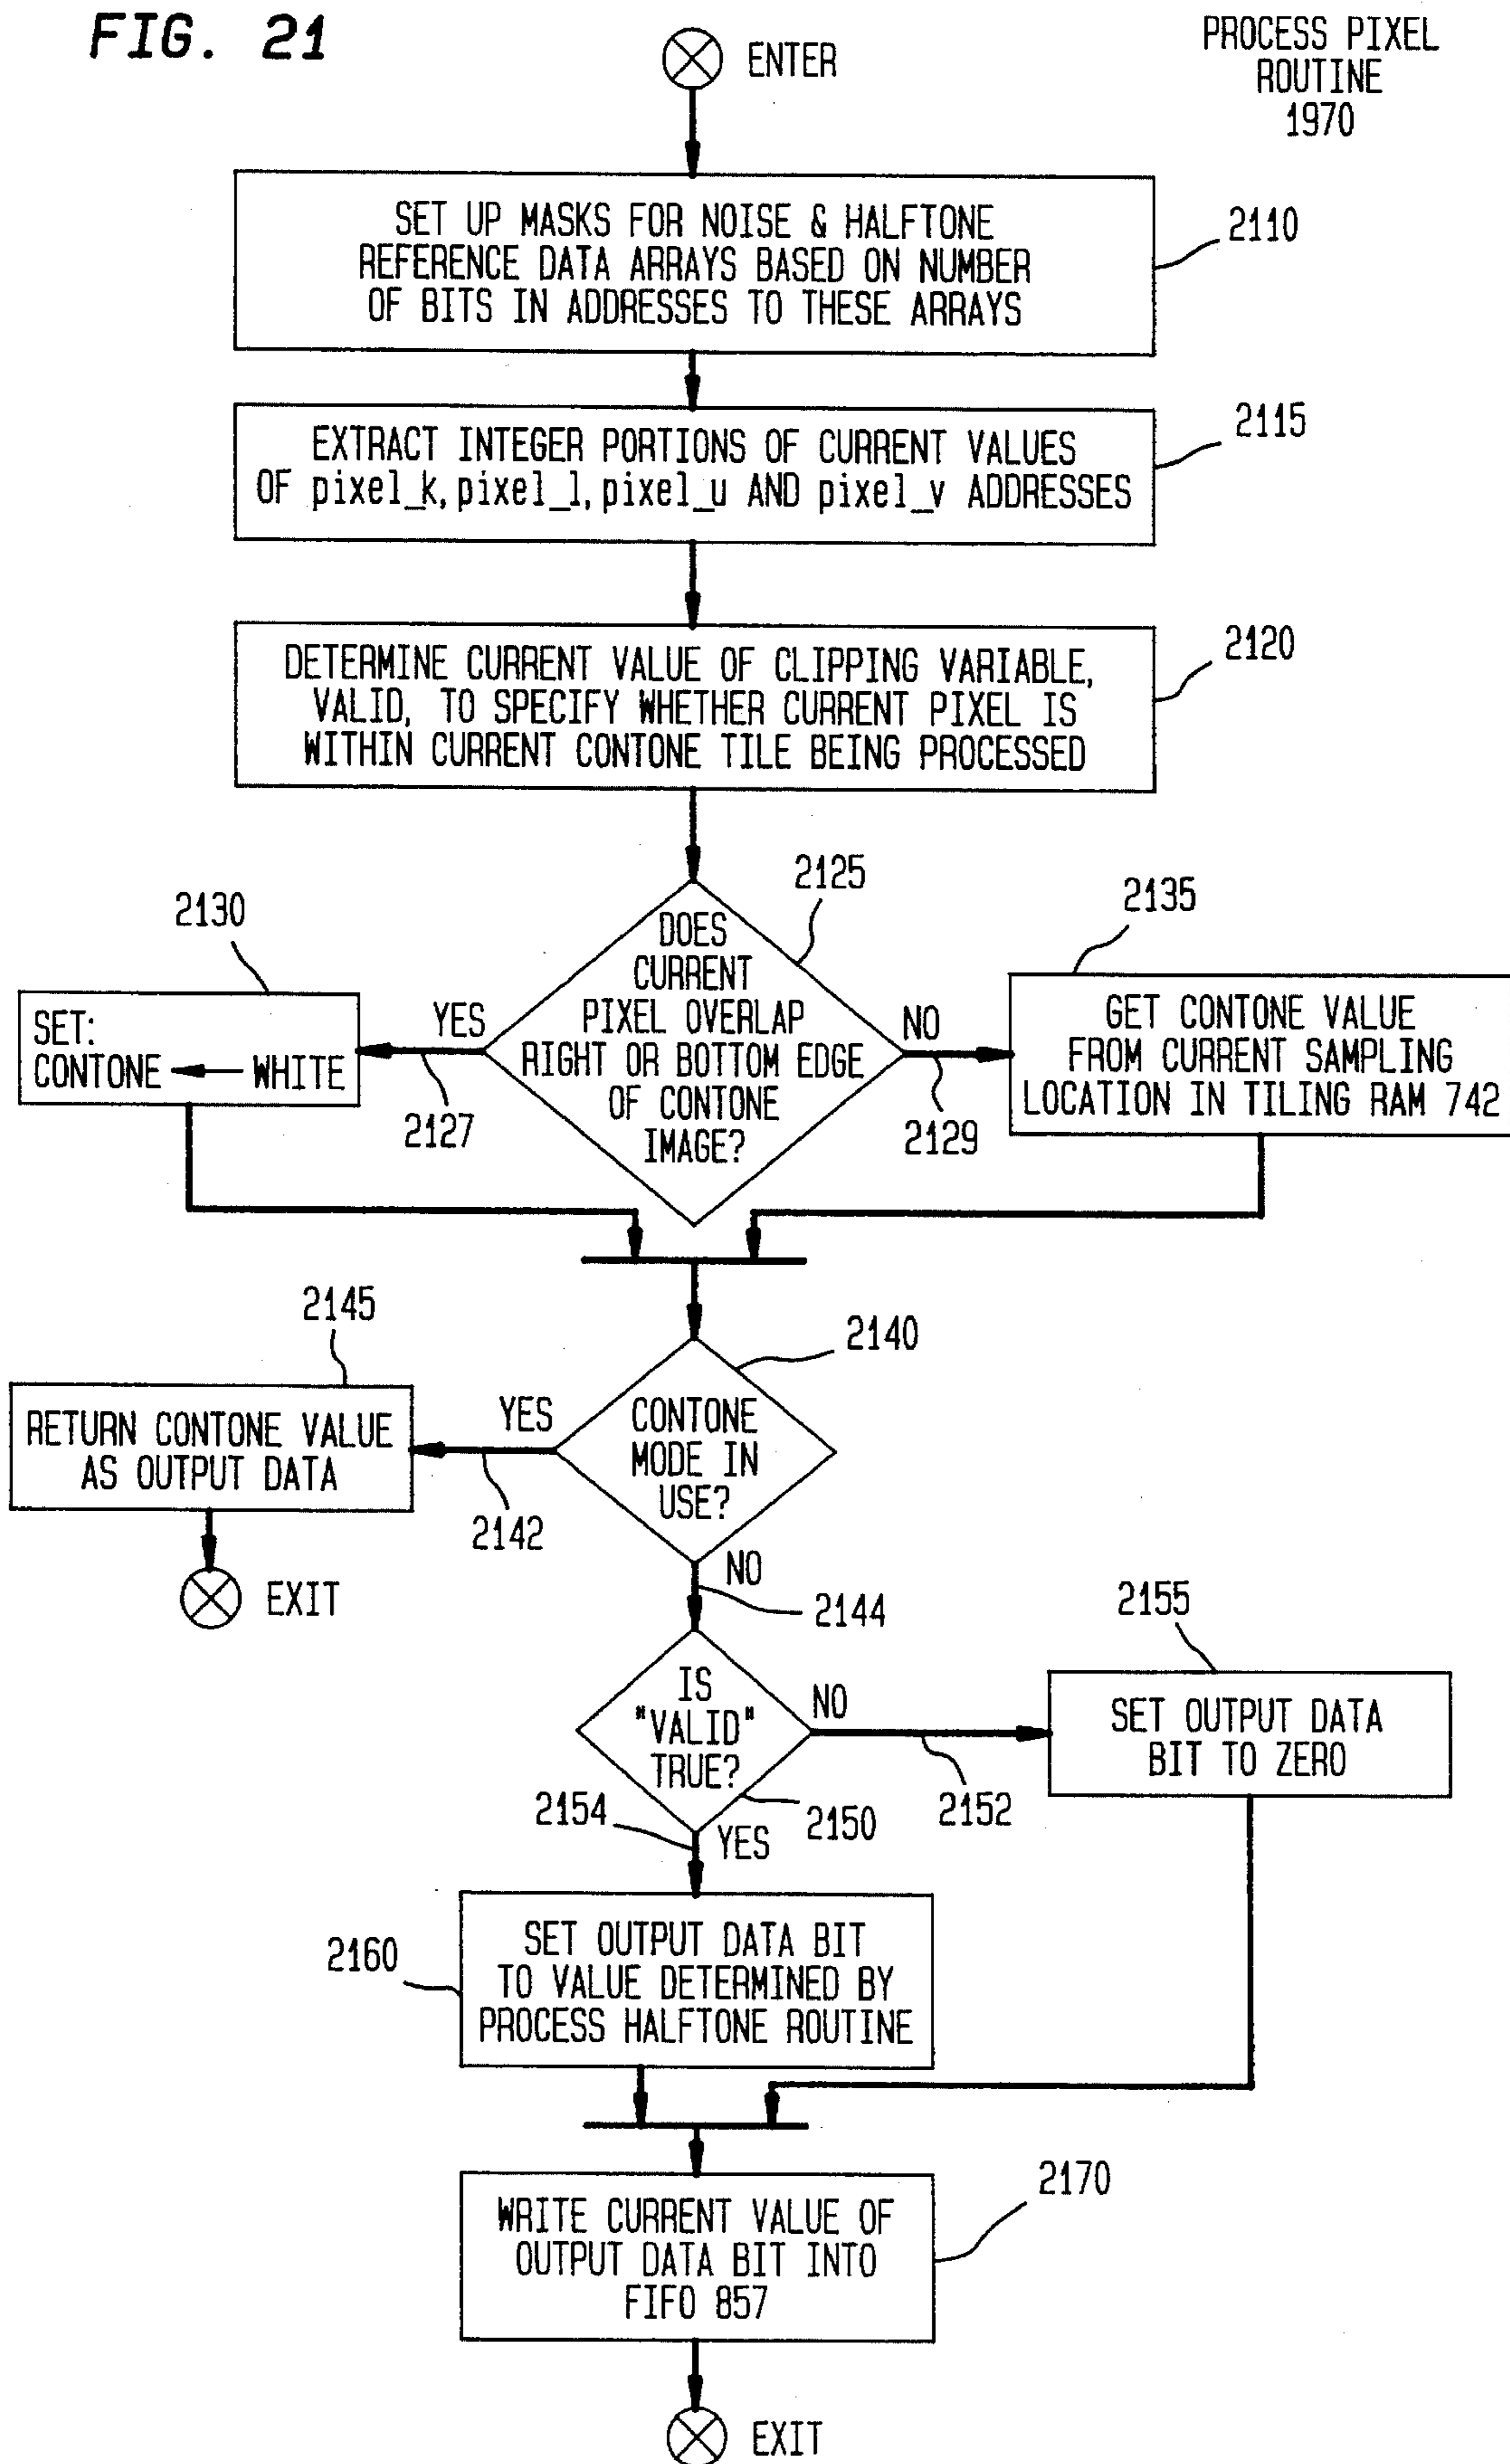 FIG. 21
PROCESS PIXEL
ROUTINE
1970
ENTER
SET UP MASKS FOR NOISE & HALFTONE
REFERENCE DATA ARRAYS BASED ON NUMBER
OF BITS IN ADDRESSES TO THESE ARRAYS
2110
EXTRACT INTEGER PORTIONS OF CURRENT VALUES
OF pixel_k, pixel_l, pixel_u AND pixel_v ADDRESSES
2115
DETERMINE CURRENT VALUE OF CLIPPING VARIABLE,
VALID, TO SPECIFY WHETHER CURRENT PIXEL IS
WITHIN CURRENT CONTONE TILE BEING PROCESSED
2120
2125
DOES
CURRENT
PIXEL OVERLAP
RIGHT OR BOTTOM EDGE
OF CONTONE
IMAGE?
2130
YES
2127
SET:
CONTONE ← WHITE
2135
NO
2129
GET CONTONE VALUE
FROM CURRENT SAMPLING
LOCATION IN TILING RAM 742
2140
CONTONE
MODE IN
USE?
2145
YES
2142
RETURN CONTONE VALUE
AS OUTPUT DATA
EXIT
NO
2144
IS
"VALID"
TRUE?
2150
NO
2152
2155
SET OUTPUT DATA
BIT TO ZERO
2154
YES
2160
SET OUTPUT DATA BIT
TO VALUE DETERMINED BY
PROCESS HALFTONE ROUTINE
2170
WRITE CURRENT VALUE OF
OUTPUT DATA BIT INTO
FIFO 857
EXIT